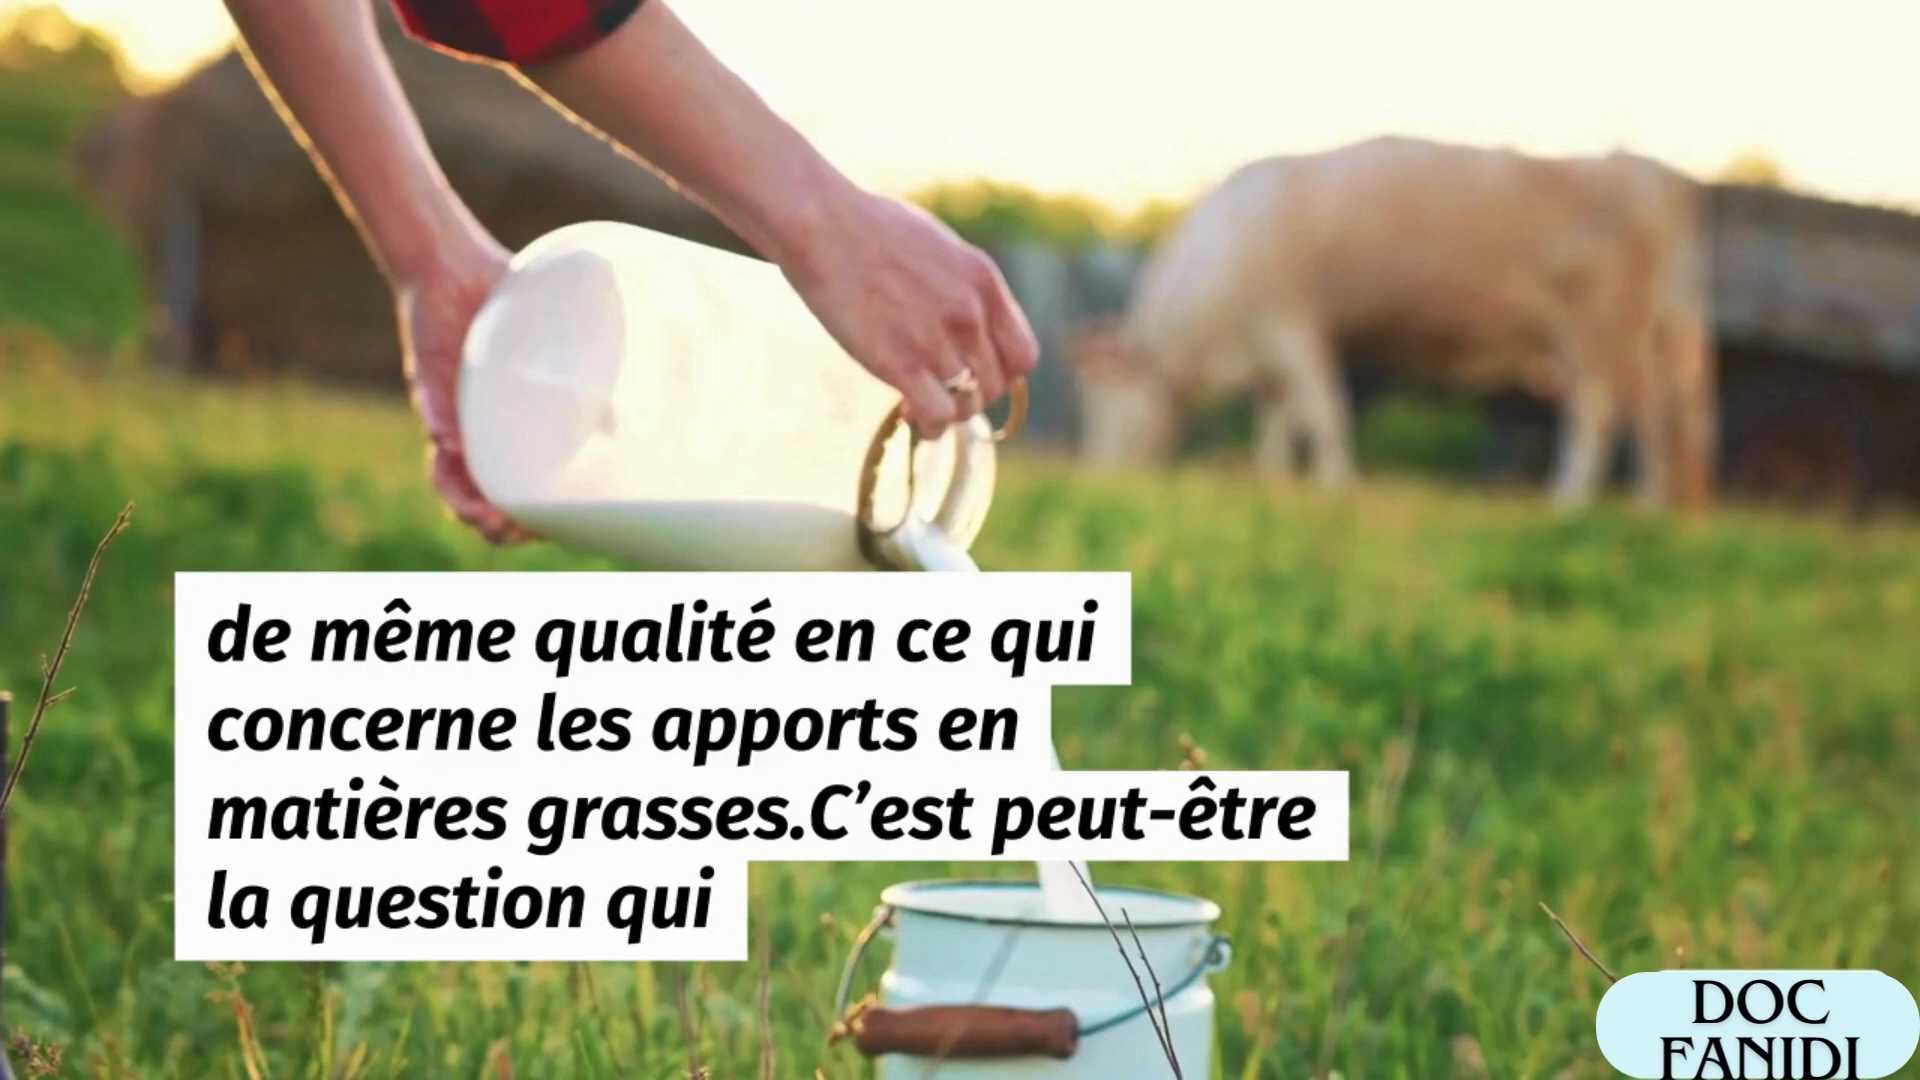 de même qualité en ce qui
concerne les apports en
matières grasses.C’est peut-être
la question qui
DOC
FANIDI